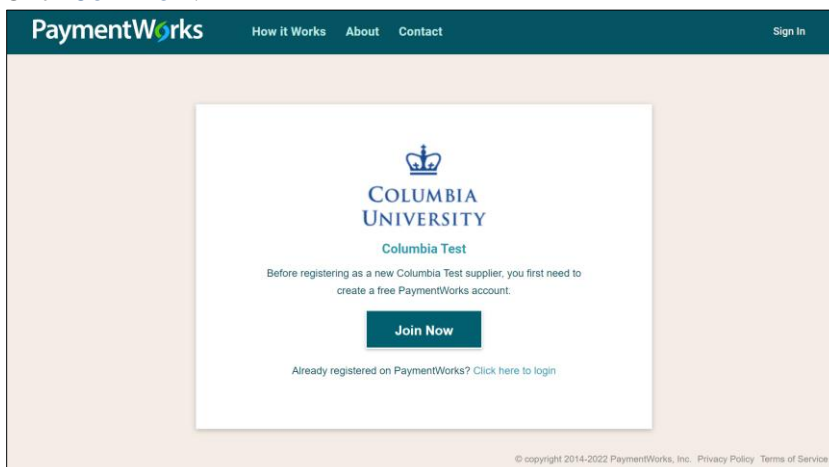 PaymentWorks
How it Works About Contact
Sign In
COLUMBIA
UNIVERSITY
Columbia Test
Before registering as a new Columbia Test supplier, you first need to
create a free PaymentWorks account.
Join Now
Already registered on PaymentWorks? Click here to login
© copyright 2014-2022 PaymentWorks, Inc. Privacy Policy Terms of Service